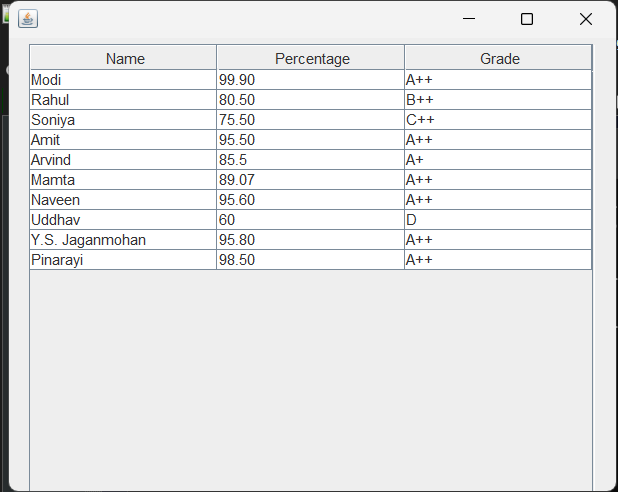 Name Percentage Grade
Modi 99.90 A++
Rahul 80.50 B++
Soniya 75.50 C++
Amit 95.50 A++
Arvind 85.5 A+
Mamta 89.07 A++
Naveen 95.60 A++
Uddhav 60 D
Y.S. Jaganmohan 95.80 A++
Pinarayi 98.50 A++